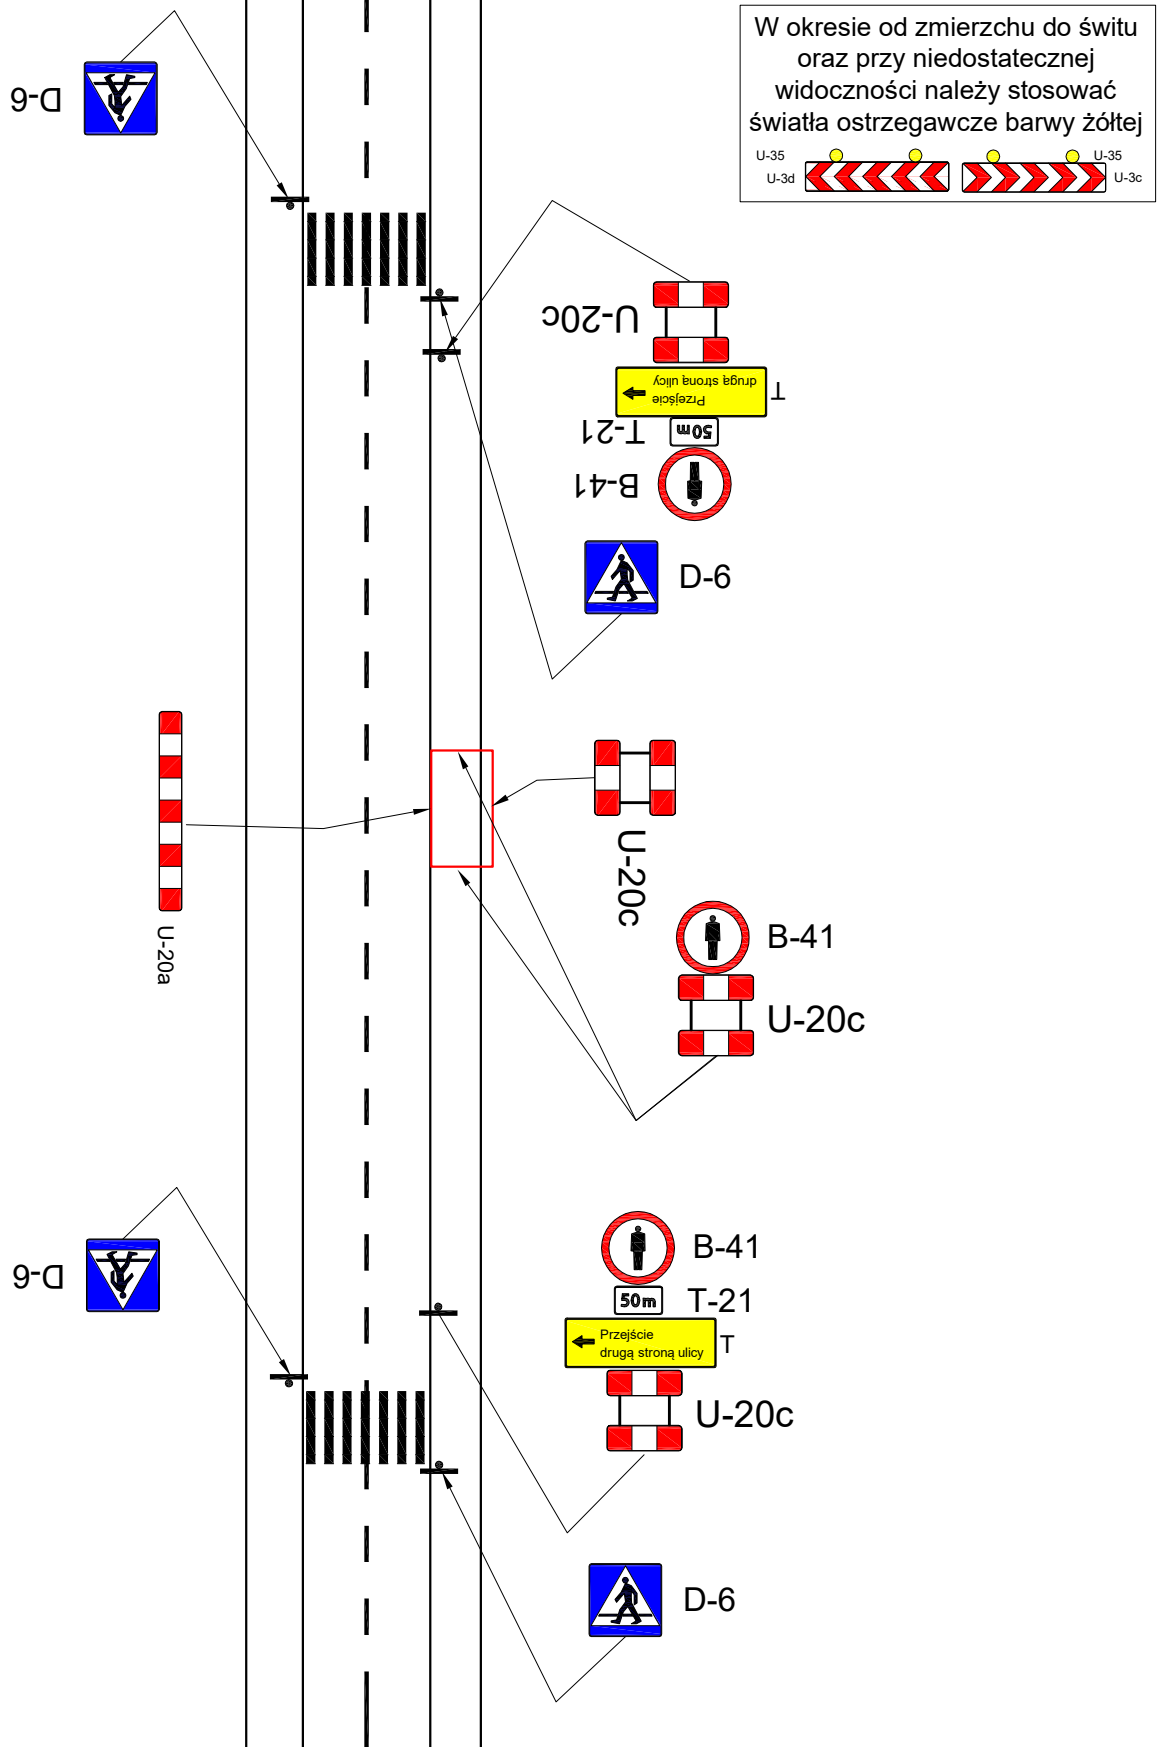 W okresie od zmierzchu do świtu
oraz przy niedostatecznej
widoczności należy stosować
światła ostrzegawcze barwy żółtej
U-35
U-35
U-3d
U-3c
D-6
U-20c
Przejście
drugą stroną ulicy
T
T-21
50m
B-41
D-6
U-20c
U-20a
B-41
U-20c
D-6
B-41
50m
T-21
Przejście
drugą stroną ulicy
T
U-20c
D-6